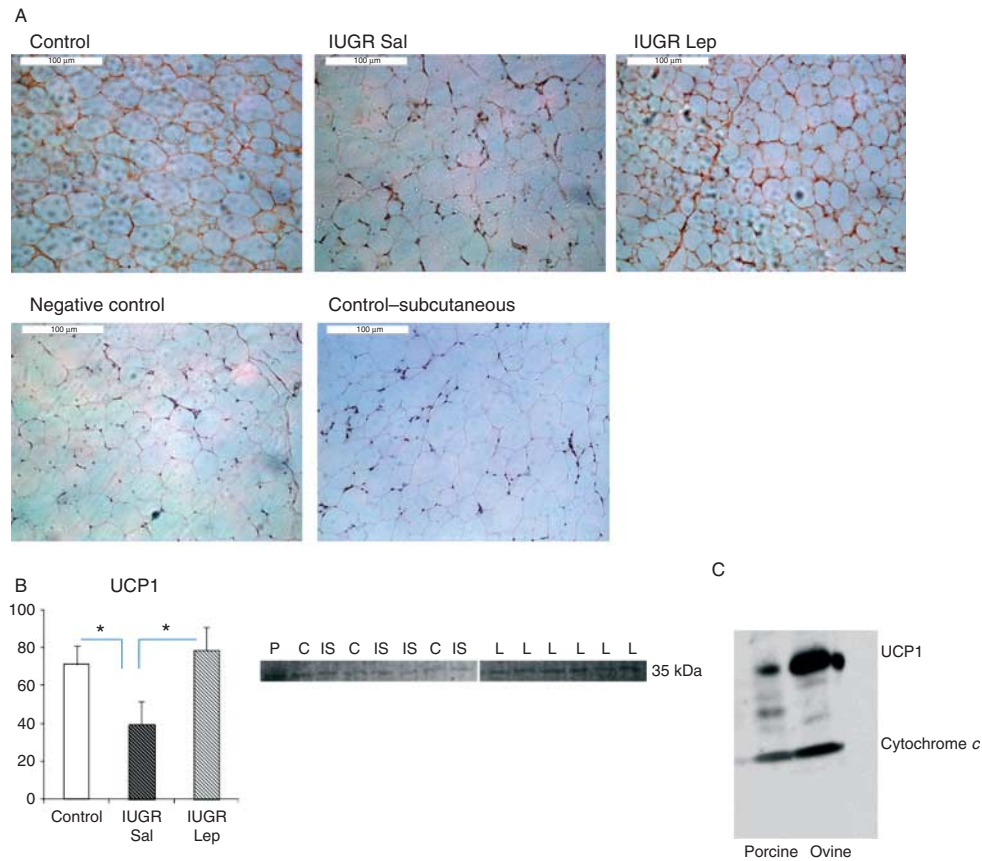 A
Control
IUGR Sal
IUGR Lep
100 µm
100 µm
100 µm
Negative control
Control–subcutaneous
100 µm
100 µm
B
UCP1
100
80
60
40
20
0
* *
Control
IUGR Sal
IUGR Lep
P C IS C IS IS C IS L L L L L L
35 kDa
C
UCP1
Cytochrome c
Porcine Ovine